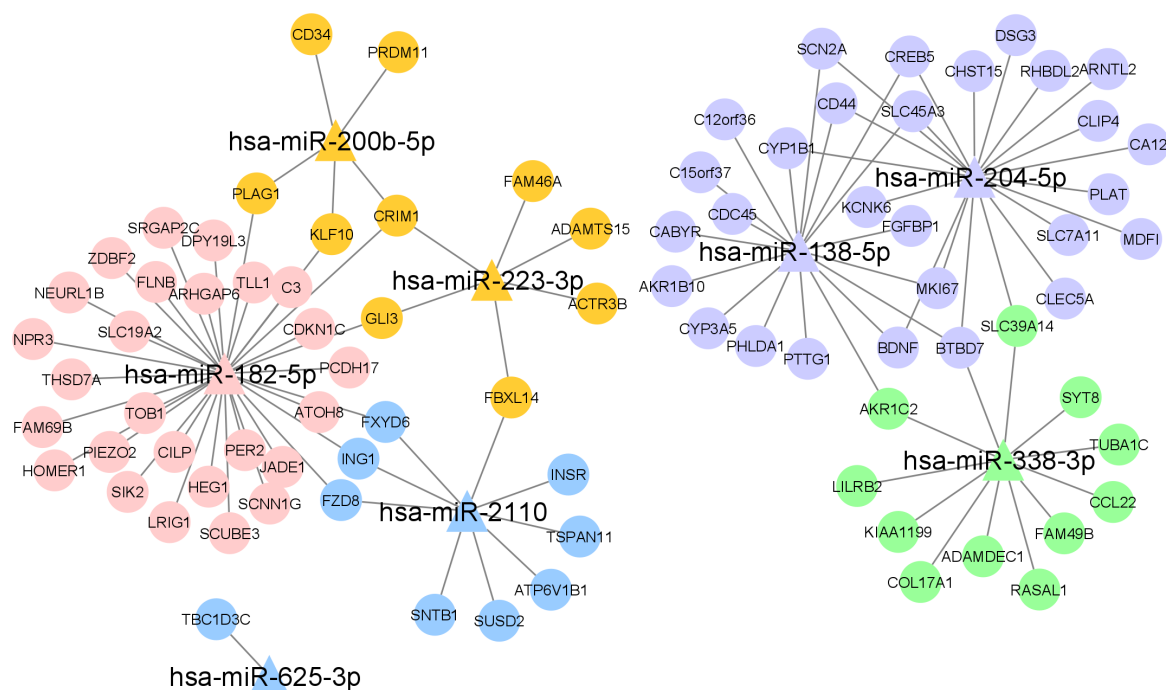 CD34
PRDM11
hsa-miR-200b-5p
PLAG1
FAM46A
CRIM1
SRGAP2C
DPY19L3
KLF10
ADAMTS15
ZDBF2
FLNB
TLL1
C3
hsa-miR-223-3p
NEURL1B
ARHGAP6
ACTR3B
GLI3
SLC19A2
CDKN1C
NPR3
PCDH17
THSD7A
hsa-miR-182-5p
FBXL14
TOB1
ATOH8
FXYD6
FAM69B
PIEZO2
CILP
PER2
ING1
HOMER1
JADE1
INSR
SIK2
HEG1
FZD8
SCNN1G
LRIG1
SCUBE3
hsa-miR-2110
TSPAN11
ATP6V1B1
SNTB1
SUSD2
TBC1D3C
hsa-miR-625-3p
DSG3
SCN2A
CREB5
CHST15
RHBDL2
ARNTL2
CD44
SLC45A3
C12orf36
CLIP4
CYP1B1
CA12
C15orf37
hsa-miR-204-5p
PLAT
KCNK6
CDC45
EGFBP1
CABYR
SLC7A11
MDFI
hsa-miR-138-5p
AKR1B10
MKI67
CLEC5A
CYP3A5
SLC39A14
PHLDA1
PTTG1
BDNF
BTBD7
AKR1C2
SYT8
TUBA1C
hsa-miR-338-3p
LILRB2
CCL22
KIAA1199
FAM49B
ADAMDEC1
COL17A1
RASAL1